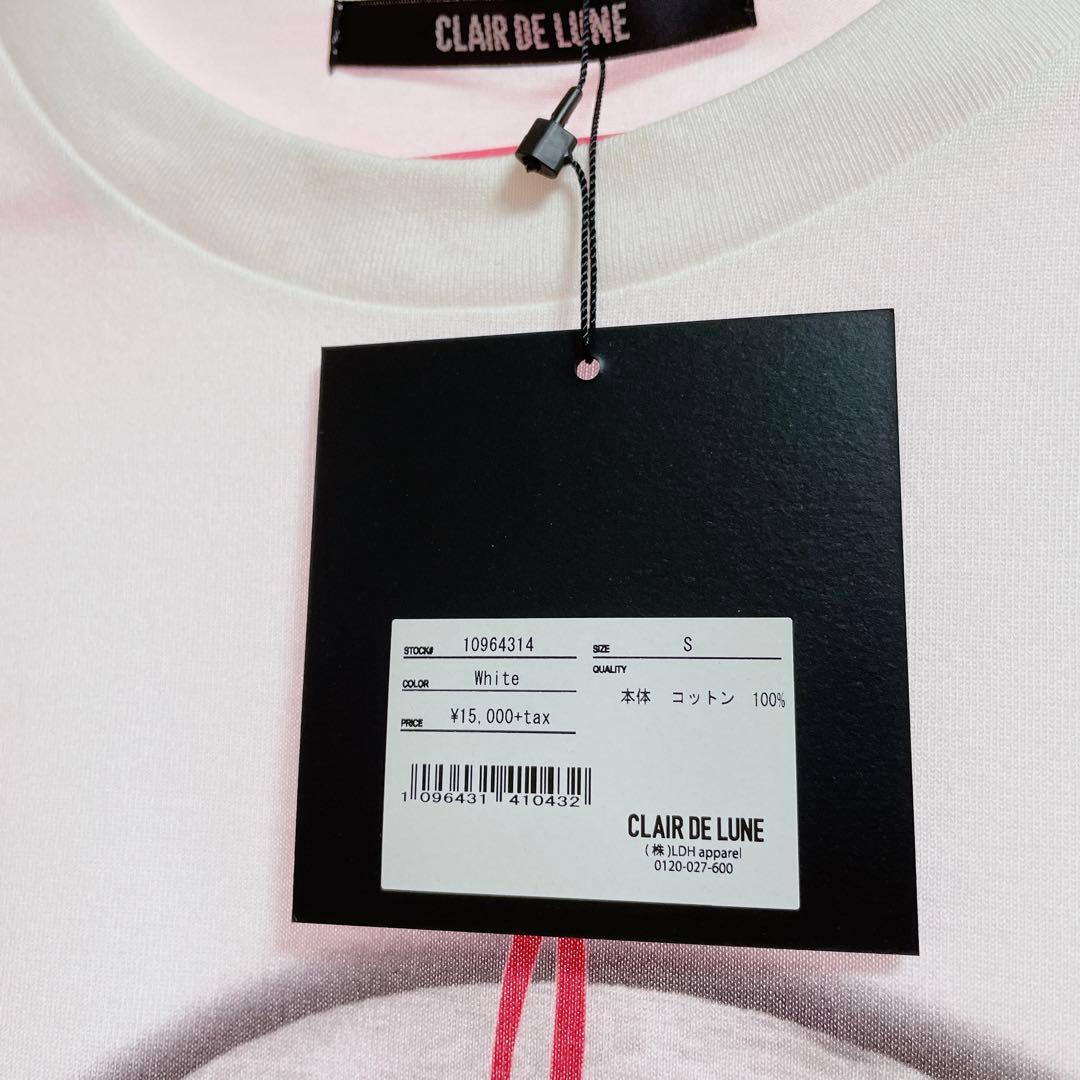 CLAIR DE LUNE
STOCK# 10964314
COLOR White
PRICE ¥15,000+tax
SIZE S
QUALITY
本体 コットン 100%
1 096431 410432
CLAIR DE LUNE
(株)LDH apparel
0120-027-600